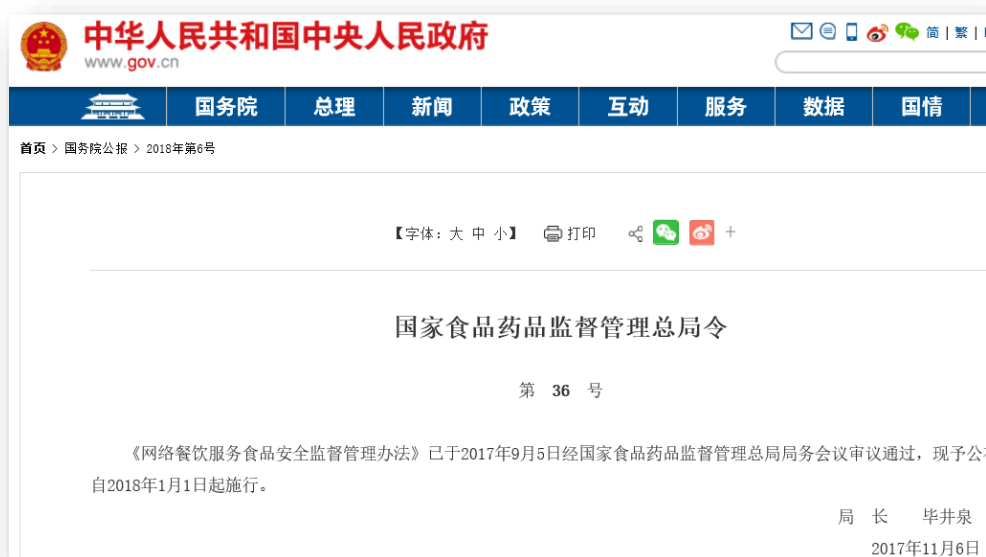 中华人民共和国中央人民政府
www.gov.cn
简 | 繁 |
国务院 总理 新闻 政策 互动 服务 数据 国情
首页 > 国务院公报 > 2018年第6号
【字体：大 中 小】 打印 +
国家食品药品监督管理总局令
第 36 号
《网络餐饮服务食品安全监督管理办法》已于2017年9月5日经国家食品药品监督管理总局局务会议审议通过，现予公
自2018年1月1日起施行。
局 长 毕井泉
2017年11月6日